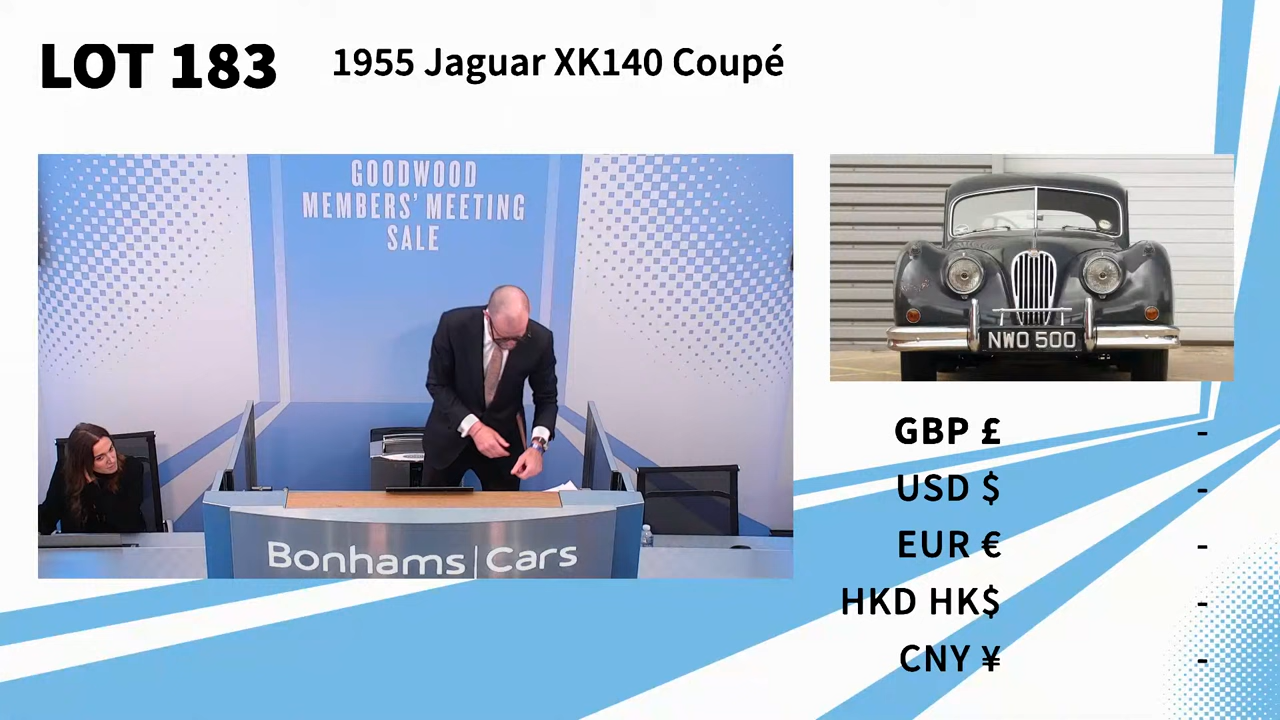 LOT 183
1955 Jaguar XK140 Coupé
GOODWOOD
MEMBERS' MEETING
SALE
Bonhams|Cars
NWO 500
GBP £ -
USD $ -
EUR € -
HKD HK$ -
CNY ¥ -